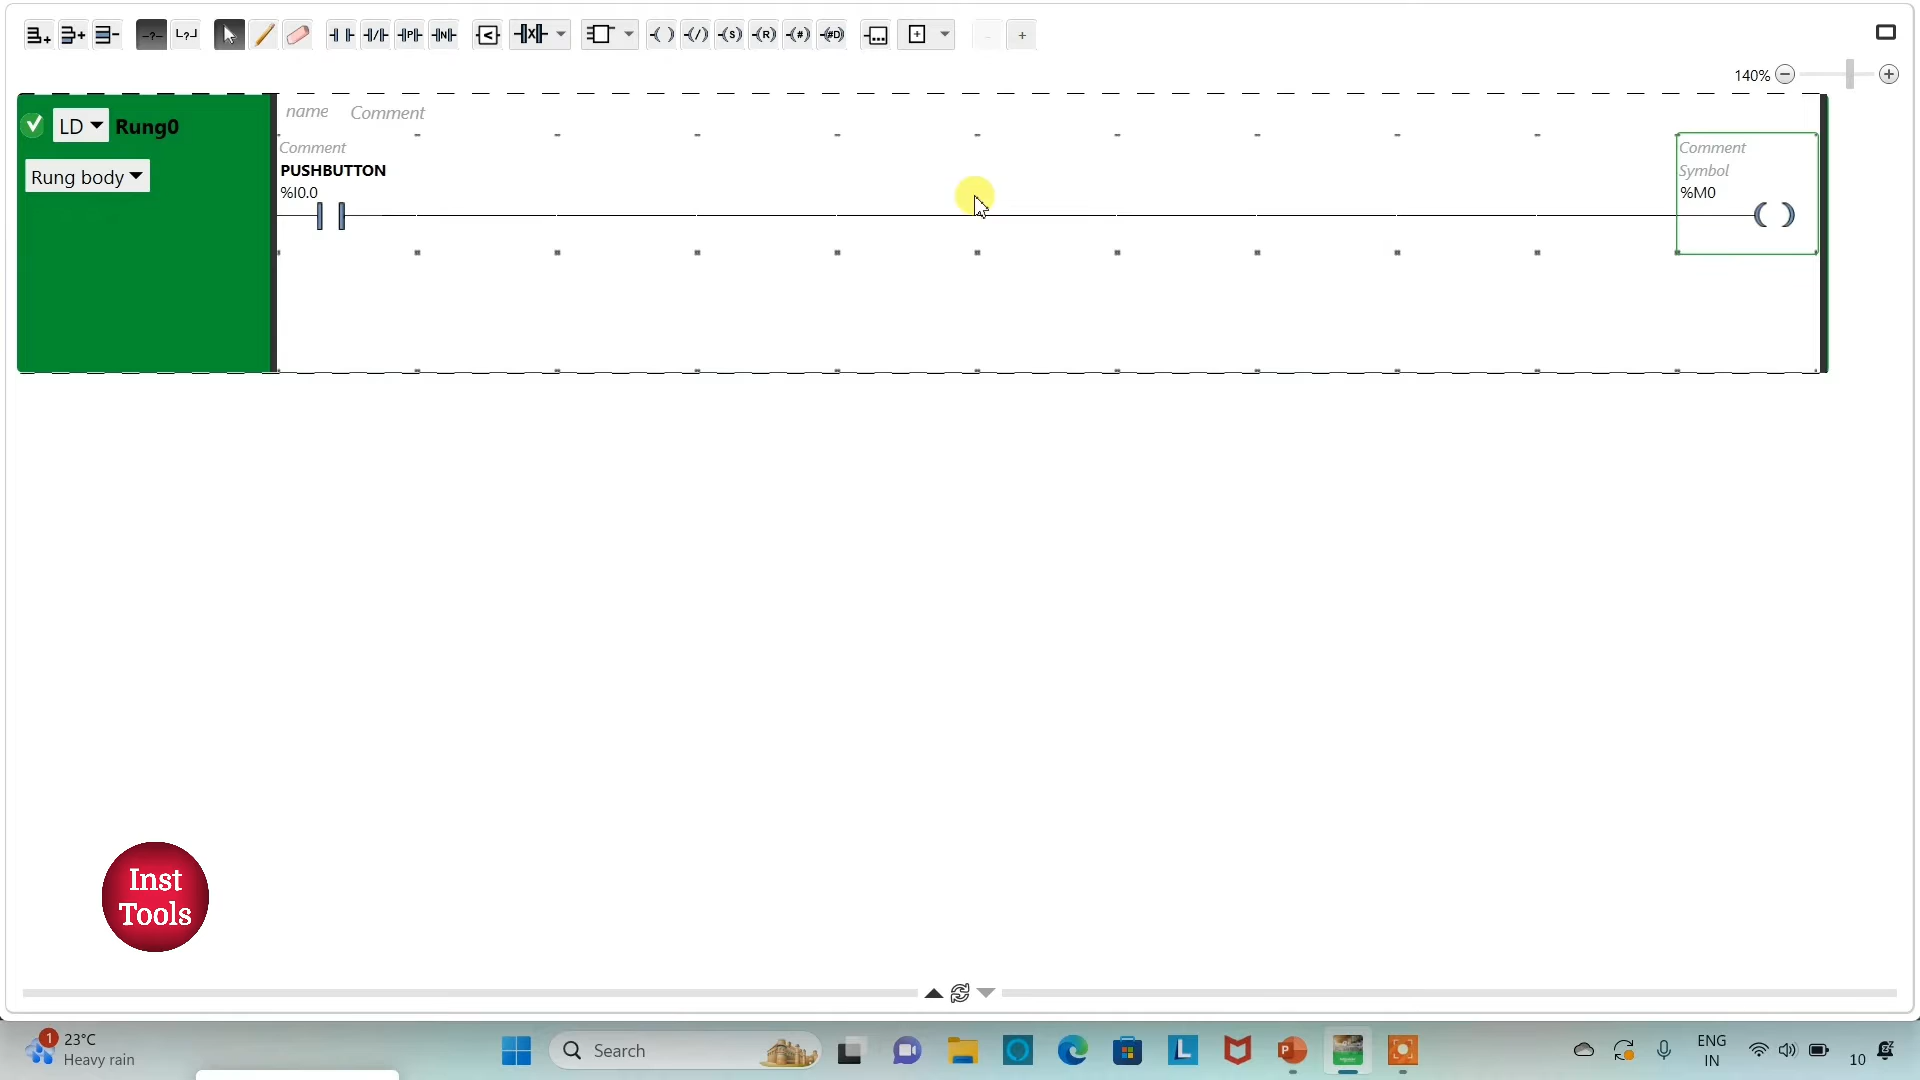 140%
LD
Rung0
name
Comment
Rung body
Comment
PUSHBUTTON
%I0.0
Comment
Symbol
%M0
Inst
Tools
1
23°C
Heavy rain
Search
ENG
IN
10